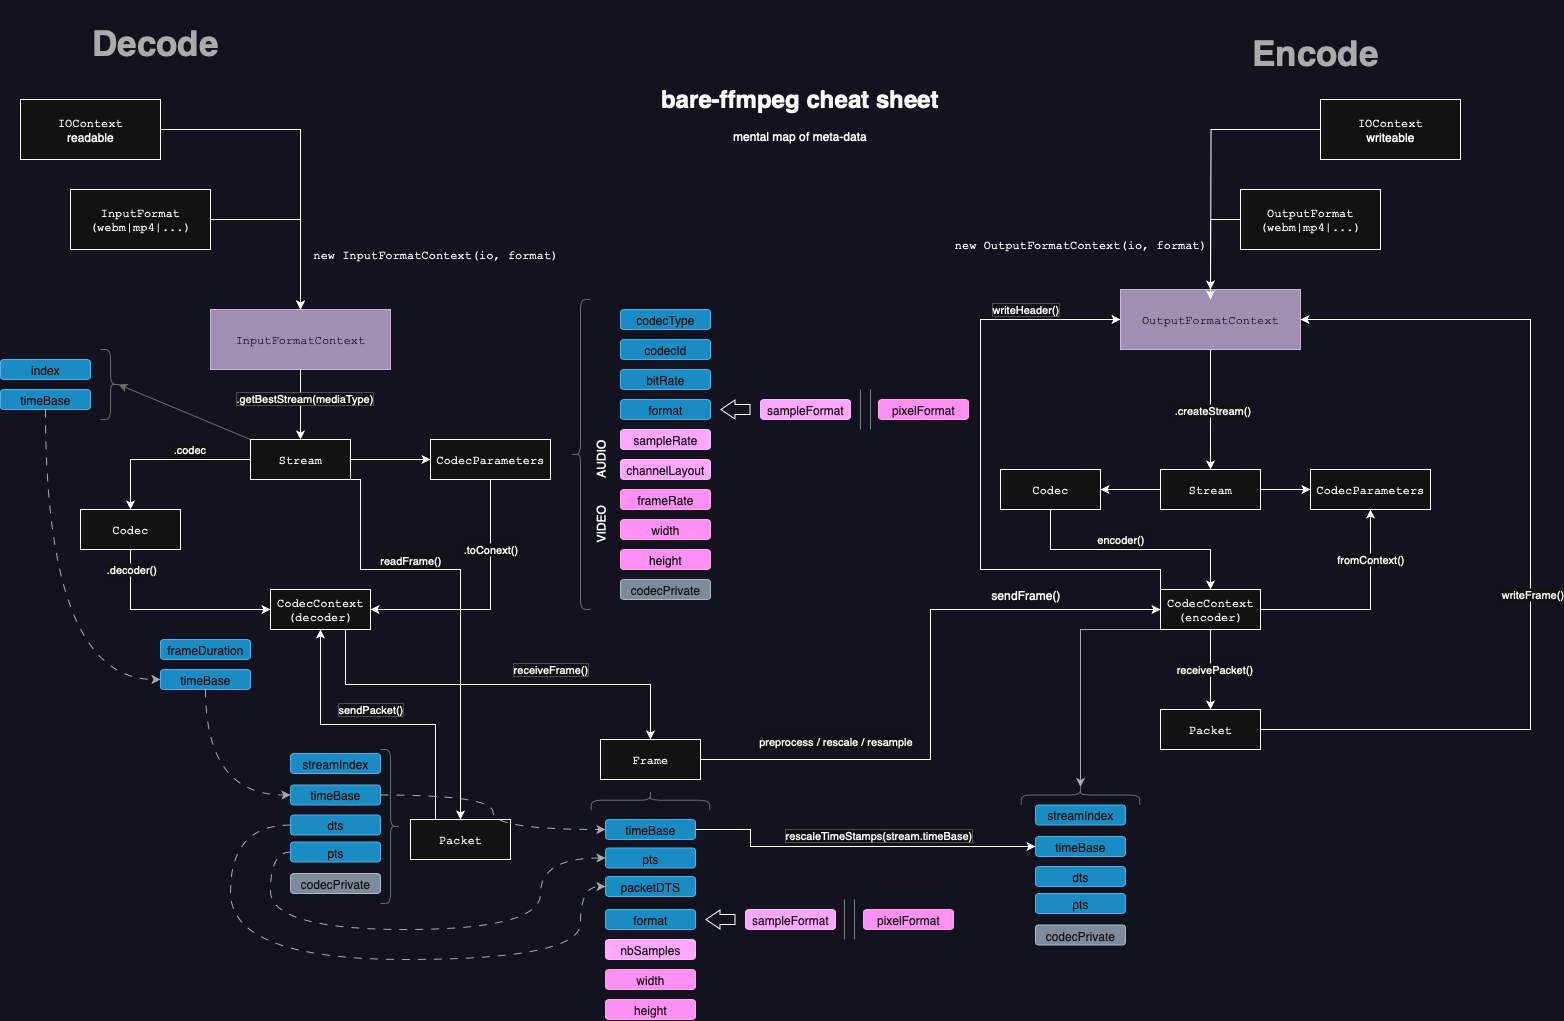 Decode
Encode
bare-ffmpeg cheat sheet
mental map of meta-data
IOContext
readable
InputFormat
(webm|mp4|...)
new InputFormatContext(io, format)
InputFormatContext
index
timeBase
.getBestStream(mediaType)
.codec
Stream
CodecParameters
Codec
.decoder()
readFrame()
.toConext()
CodecContext
(decoder)
frameDuration
timeBase
receiveFrame()
sendPacket()
streamIndex
timeBase
dts
pts
codecPrivate
Packet
codecType
codecId
bitRate
format
sampleFormat
pixelFormat
AUDIO
sampleRate
channelLayout
VIDEO
frameRate
width
height
codecPrivate
Frame
preprocess / rescale / resample
timeBase
pts
packetDTS
format
sampleFormat
pixelFormat
nbSamples
width
height
rescaleTimeStamps(stream.timeBase)
IOContext
writeable
OutputFormat
(webm|mp4|...)
new OutputFormatContext(io, format)
writeHeader()
OutputFormatContext
.createStream()
Codec
Stream
CodecParameters
encoder()
fromContext()
sendFrame()
CodecContext
(encoder)
writeFrame()
receivePacket()
Packet
streamIndex
timeBase
dts
pts
codecPrivate